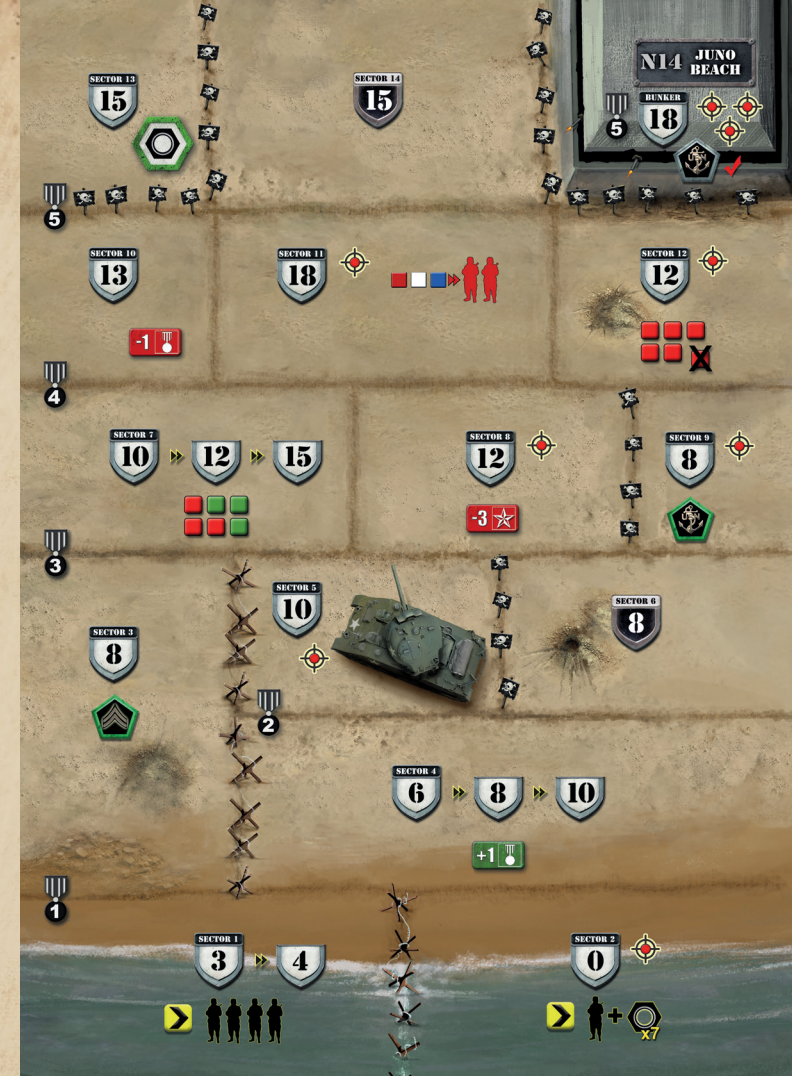 N14 JUNO BEACH
SECTOR 13
15
SECTOR 14
15
5
BUNKER
18
USN
5
SECTOR 10
13
SECTOR 11
18
SECTOR 12
12
-1
X
4
SECTOR 7
10 12 15
SECTOR 8
12
SECTOR 9
8
-3
USN
3
SECTOR 5
10
SECTOR 6
8
SECTOR 3
8
2
SECTOR 4
6 8 10
+1
1
SECTOR 1
3 4
SECTOR 2
0
+ x7